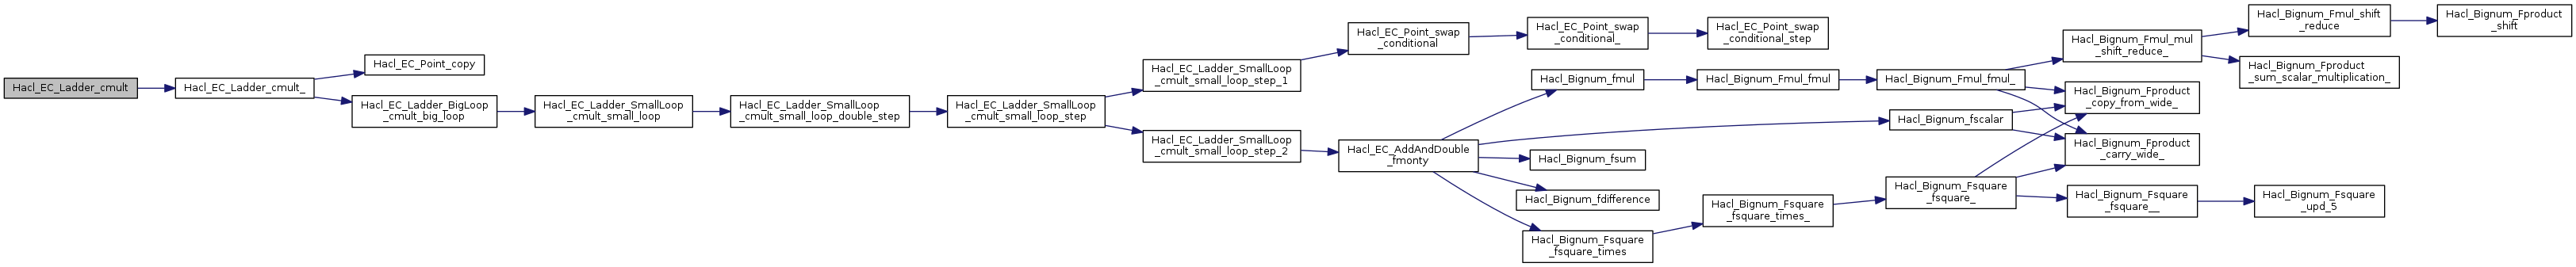 Hacl_EC_Ladder_cmult
Hacl_EC_Ladder_cmult_
Hacl_EC_Point_copy
Hacl_EC_Ladder_BigLoop
_cmult_big_loop
Hacl_EC_Ladder_SmallLoop
_cmult_small_loop
Hacl_EC_Ladder_SmallLoop
_cmult_small_loop_double_step
Hacl_EC_Ladder_SmallLoop
_cmult_small_loop_step
Hacl_EC_Ladder_SmallLoop
_cmult_small_loop_step_1
Hacl_EC_Point_swap
_conditional
Hacl_EC_Point_swap
_conditional_
Hacl_EC_Point_swap
_conditional_step
Hacl_EC_Ladder_SmallLoop
_cmult_small_loop_step_2
Hacl_EC_AddAndDouble
_fmonty
Hacl_Bignum_fmul
Hacl_Bignum_Fmul_fmul
Hacl_Bignum_Fmul_fmul_
Hacl_Bignum_Fmul_mul
_shift_reduce_
Hacl_Bignum_Fmul_shift
_reduce
Hacl_Bignum_Fproduct
_shift
Hacl_Bignum_Fproduct
_sum_scalar_multiplication_
Hacl_Bignum_Fproduct
_copy_from_wide_
Hacl_Bignum_fscalar
Hacl_Bignum_Fproduct
_carry_wide_
Hacl_Bignum_fsum
Hacl_Bignum_fdifference
Hacl_Bignum_Fsquare
_fsquare_times
Hacl_Bignum_Fsquare
_fsquare_times_
Hacl_Bignum_Fsquare
_fsquare_
Hacl_Bignum_Fsquare
_fsquare__
Hacl_Bignum_Fsquare
_upd_5